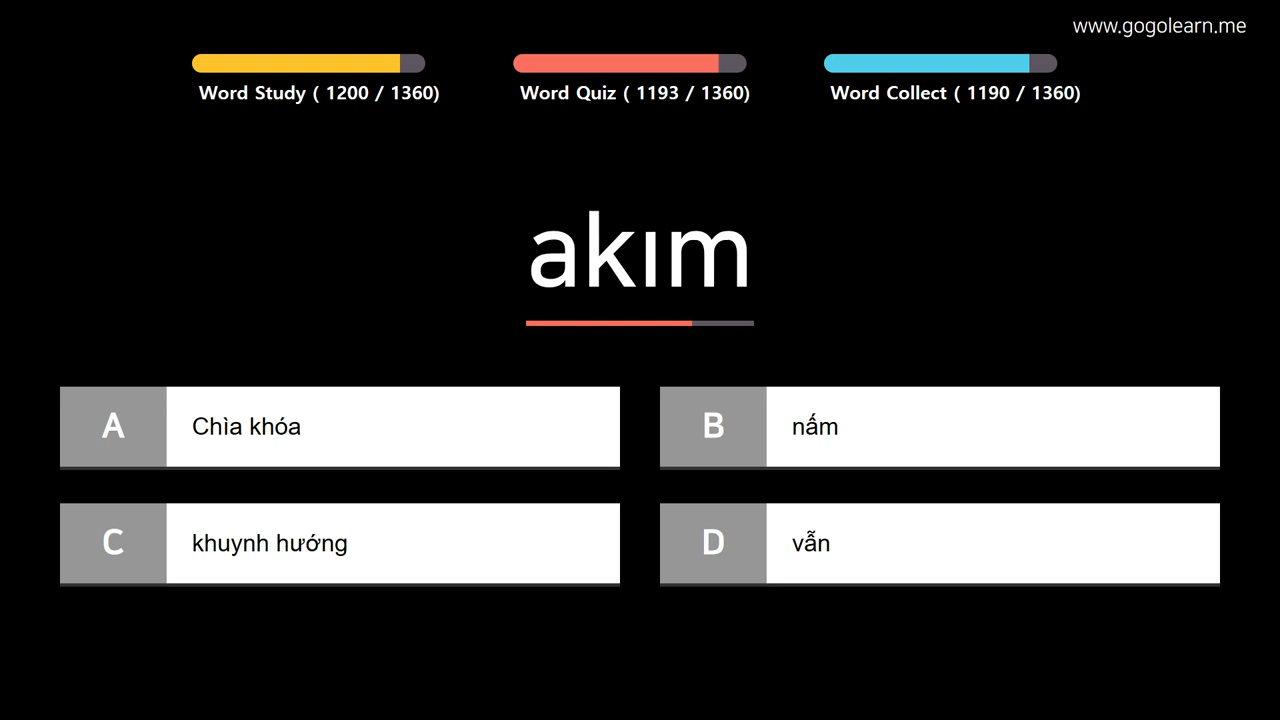 www.gogolearn.me
Word Study ( 1200 / 1360)
Word Quiz ( 1193 / 1360)
Word Collect ( 1190 / 1360)
akım
A
Chìa khóa
B
nấm
C
khuynh hướng
D
vẫn